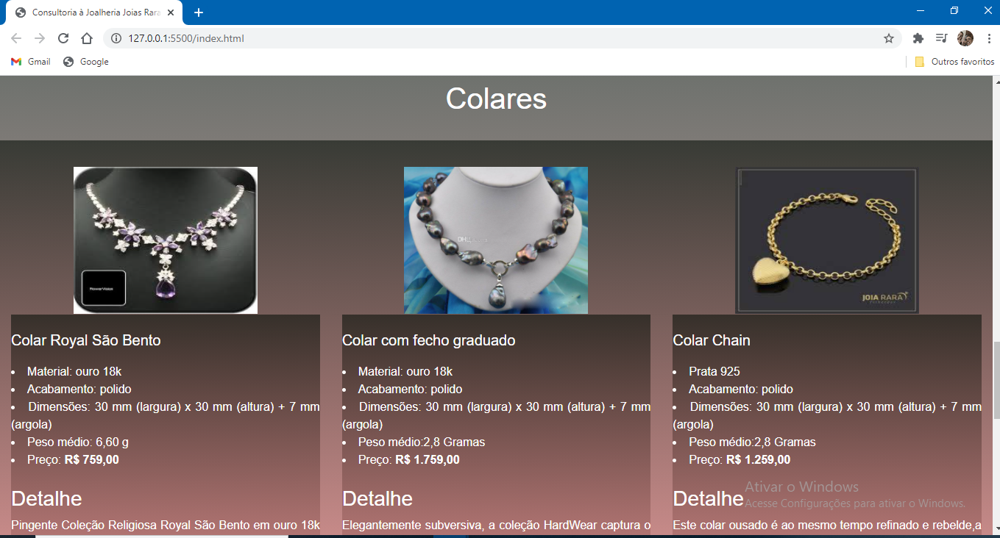 Consultoria à Joalheria Joias Rara
127.0.0.1:5500/index.html
Gmail
Google
Outros favoritos
Colares
FlowerVision
DH
JOIA RARA
Colar Royal São Bento
• Material: ouro 18k
• Acabamento: polido
• Dimensões: 30 mm (largura) x 30 mm (altura) + 7 mm
(argola)
• Peso médio: 6,60 g
• Preço: R$ 759,00
Detalhe
Pingente Coleção Religiosa Royal São Bento em ouro 18k
Colar com fecho graduado
• Material: ouro 18k
• Acabamento: polido
• Dimensões: 30 mm (largura) x 30 mm (altura) + 7 mm
(argola)
• Peso médio:2,8 Gramas
• Preço: R$ 1.759,00
Detalhe
Elegantemente subversiva, a coleção HardWear captura o
Colar Chain
• Prata 925
• Acabamento: polido
• Dimensões: 30 mm (largura) x 30 mm (altura) + 7 mm
(argola)
• Peso médio:2,8 Gramas
• Preço: R$ 1.259,00
Detalhe
Este colar ousado é ao mesmo tempo refinado e rebelde,a
Ativar o Windows
Acesse Configurações para ativar o Windows.